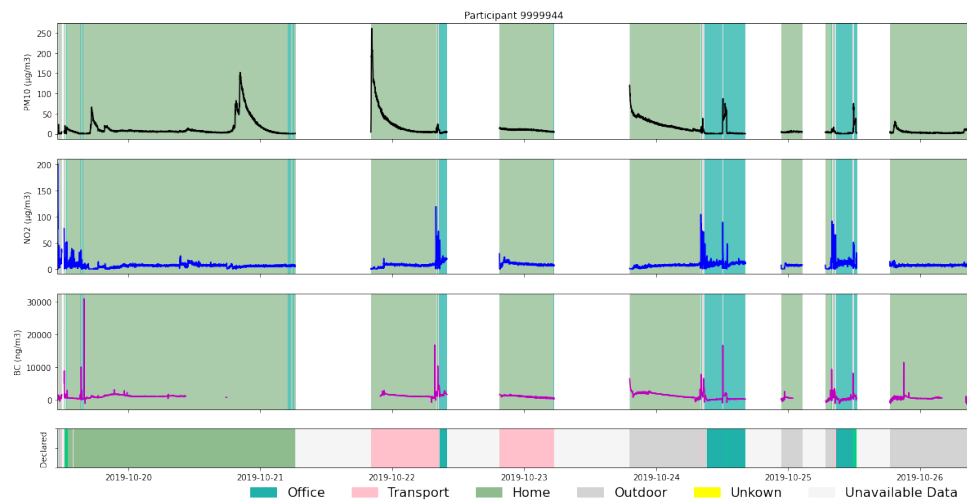 Participant 9999944
PM10 (µg/m3)
250
200
150
100
50
0
NO2 (µg/m3)
200
150
100
50
0
BC (ng/m3)
30000
20000
10000
0
Declared
2019-10-20 2019-10-21 2019-10-22 2019-10-23 2019-10-24 2019-10-25 2019-10-26
Office Transport Home Outdoor Unkown Unavailable Data